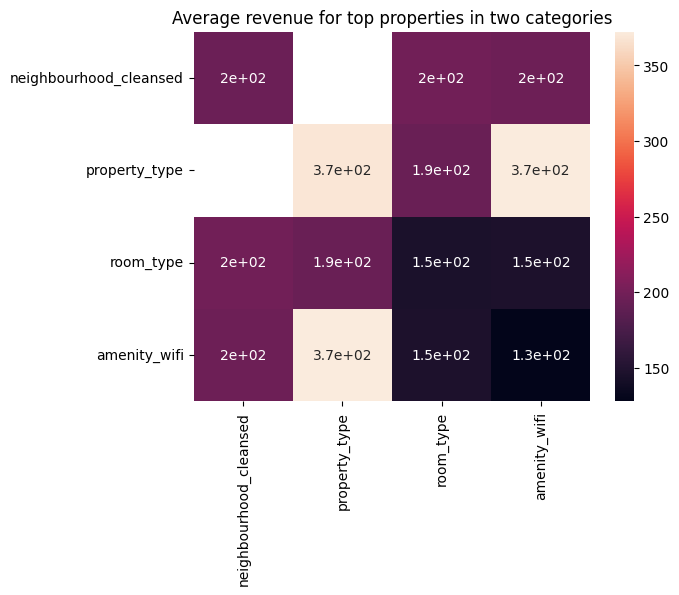 Average revenue for top properties in two categories
neighbourhood_cleansed
2e+02
2e+02
2e+02
property_type
3.7e+02
1.9e+02
3.7e+02
room_type
2e+02
1.9e+02
1.5e+02
1.5e+02
amenity_wifi
2e+02
3.7e+02
1.5e+02
1.3e+02
neighbourhood_cleansed
property_type
room_type
amenity_wifi
350
300
250
200
150